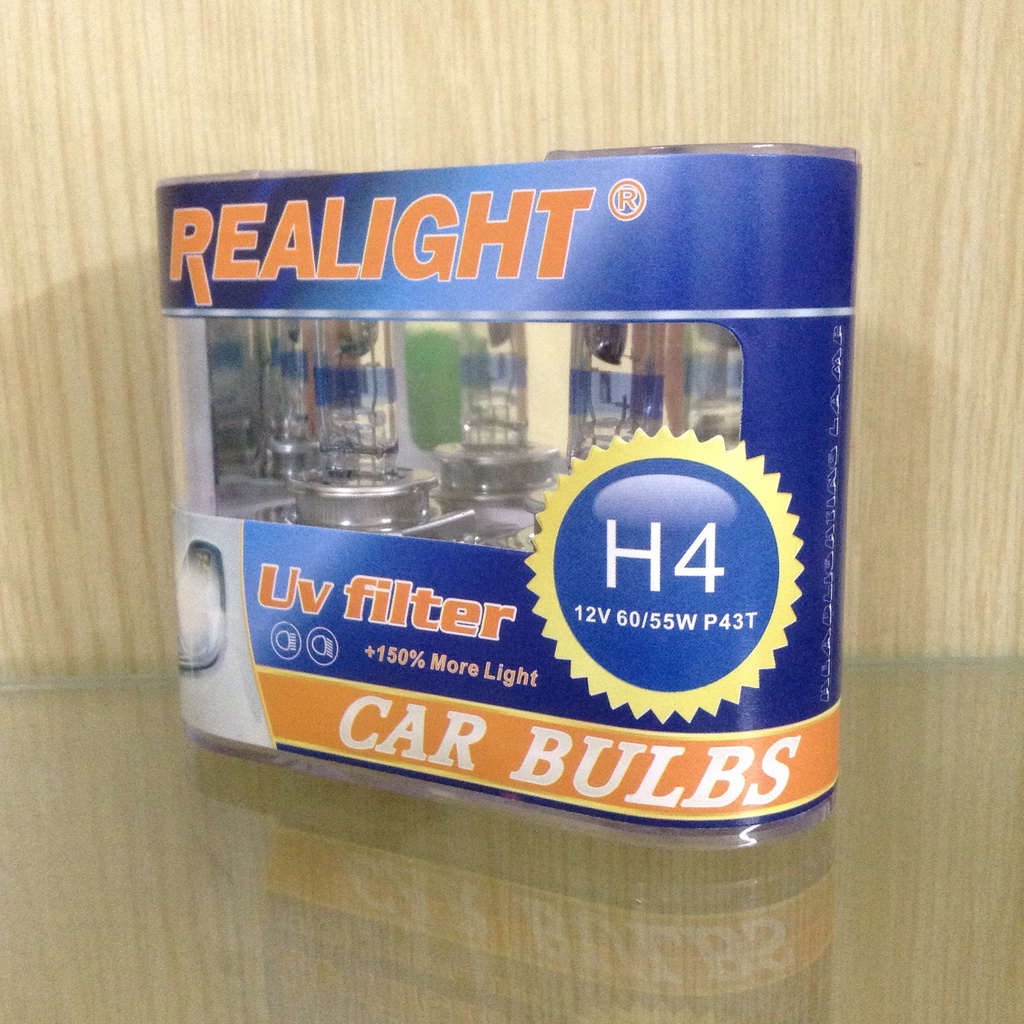 REALIGHT ®
H4
12V 60/55W P43T
Uv filter
+150% More Light
CAR BULBS